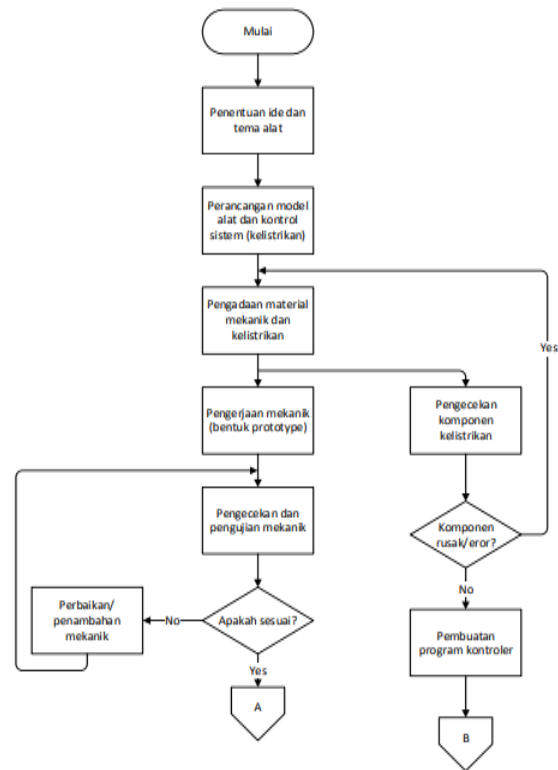 Mulai
Penentuan ide dan
tema alat
Perancangan model
alat dan kontrol
sistem (kelistrikan)
Pengadaan material
mekanik dan
kelistrikan
Yes
Pengerjaan mekanik
(bentuk prototype)
Pengecekan
komponen
kelistrikan
Pengecekan dan
pengujian mekanik
Komponen
rusak/eror?
No
Perbaikan/
penambahan
mekanik
No
Apakah sesuai?
Yes
Pembuatan
program kontroler
A
B